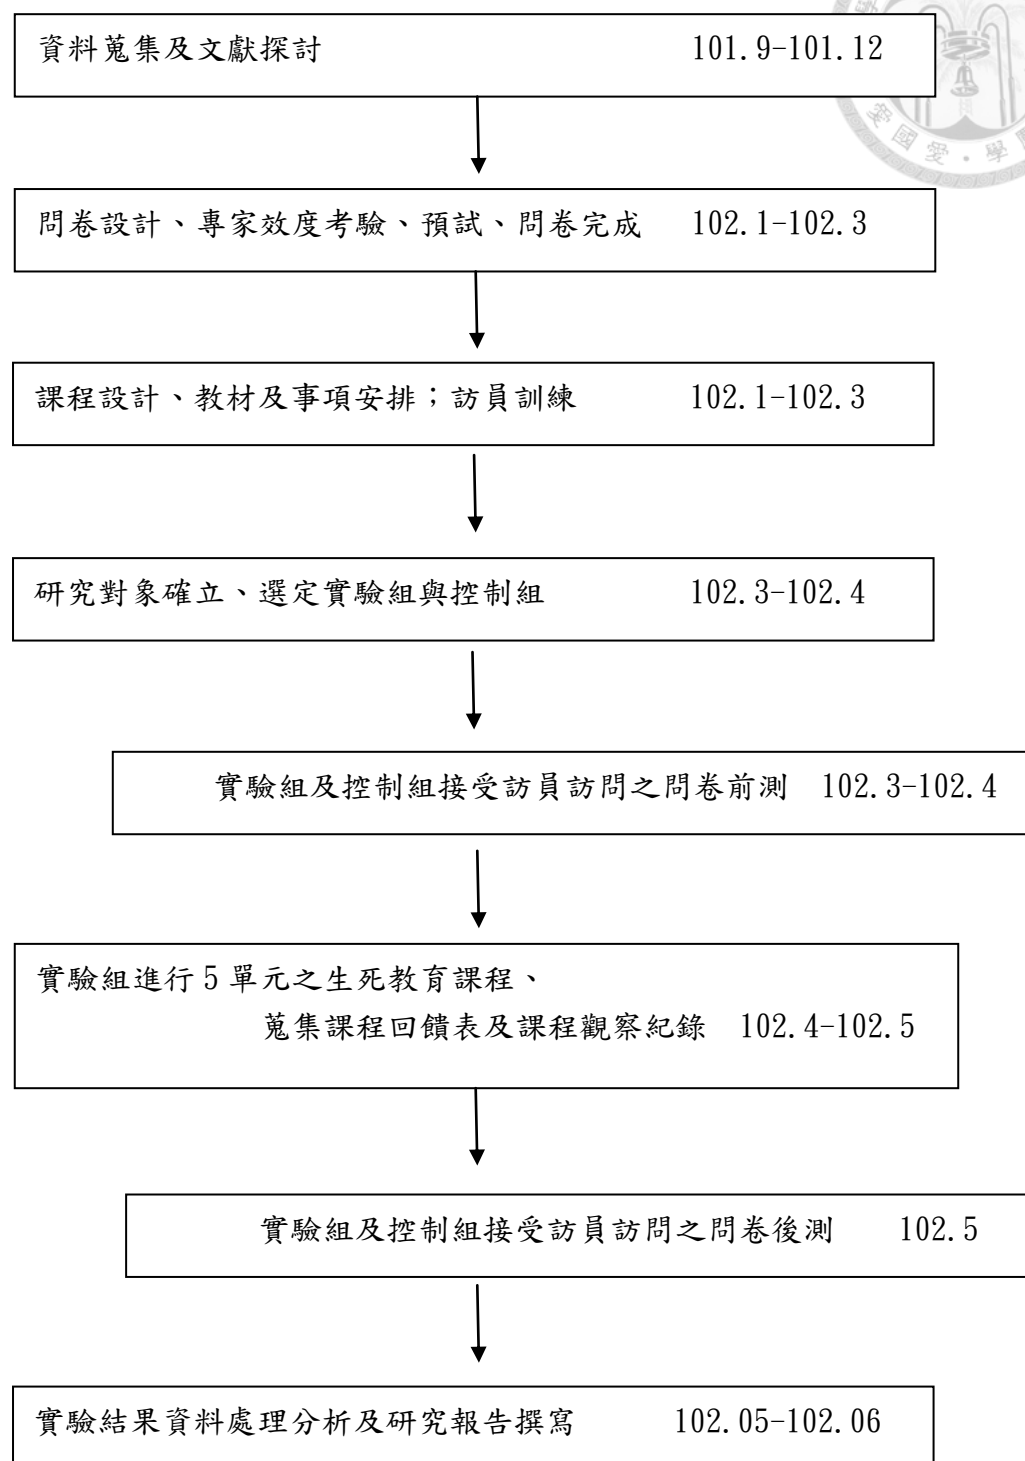 資料蒐集及文獻探討 101.9-101.12
問卷設計、專家效度考驗、預試、問卷完成 102.1-102.3
課程設計、教材及事項安排；訪員訓練 102.1-102.3
研究對象確立、選定實驗組與控制組 102.3-102.4
實驗組及控制組接受訪員訪問之問卷前測 102.3-102.4
實驗組進行5單元之生死教育課程、
蒐集課程回饋表及課程觀察紀錄 102.4-102.5
實驗組及控制組接受訪員訪問之問卷後測 102.5
實驗結果資料處理分析及研究報告撰寫 102.05-102.06
愛國愛・學